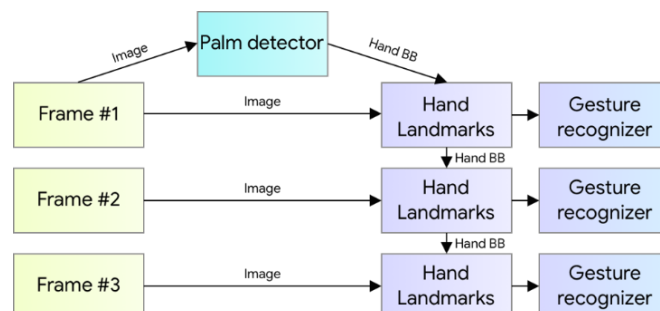 Palm detector
Image
Hand BB
Frame #1
Image
Hand
Landmarks
Gesture
recognizer
Hand BB
Frame #2
Image
Hand
Landmarks
Gesture
recognizer
Hand BB
Frame #3
Image
Hand
Landmarks
Gesture
recognizer